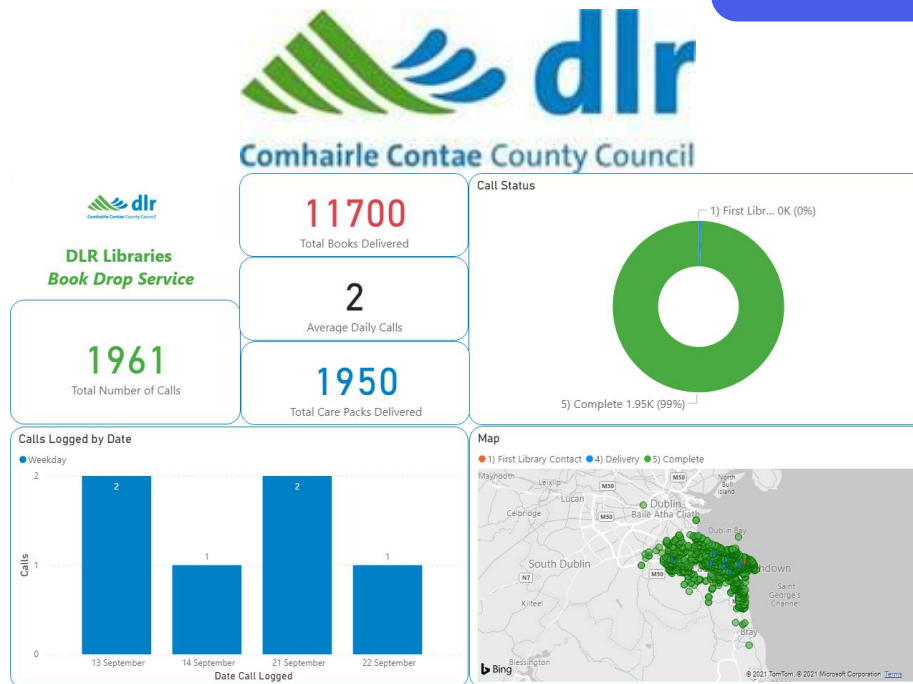 dlr
Comhairle Contae County Council
dlr
Comhairle Contae County Council
DLR Libraries
Book Drop Service
1961
Total Number of Calls
11700
Total Books Delivered
2
Average Daily Calls
1950
Total Care Packs Delivered
Call Status
1) First Libr... 0K (0%)
5) Complete 1.95K (99%)
Calls Logged by Date
Weekday
2
1
0
Calls
2
1
2
1
13 September
14 September
21 September
22 September
Date Call Logged
Map
1) First Library Contact 4) Delivery 5) Complete
Maynooth
Leixlip
M50
M50
North Bull Island
Lucan
Dublin
Celbridge
M50
Baile Átha Cliath
Dublin Bay
South Dublin
M50
ndown
N7
Saint George's Channel
Kilteel
Bray
Blessington
Bing
© 2021 TomTom, © 2021 Microsoft Corporation Terms